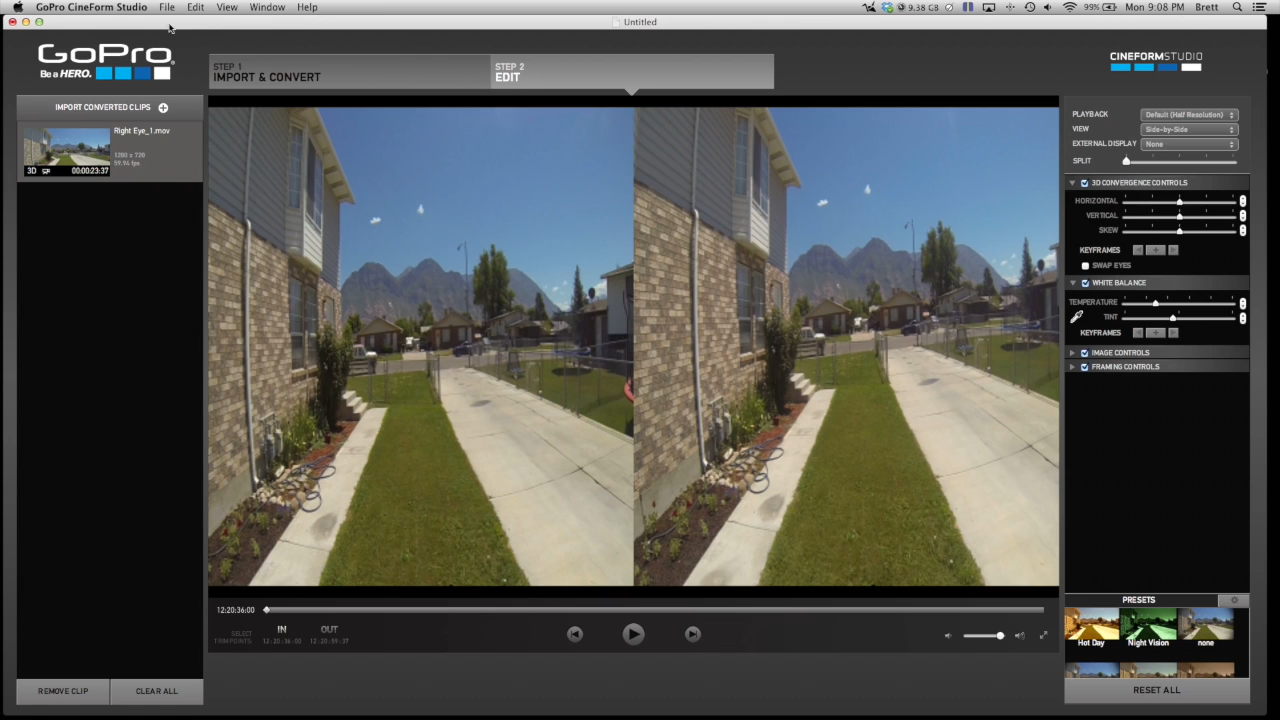 GoPro CineForm Studio File Edit View Window Help 9.38 GB 99% Mon 9:08 PM Brett
Untitled
GoPro
Be a HERO.
STEP 1
IMPORT & CONVERT
STEP 2
EDIT
CINEFORMSTUDIO
IMPORT CONVERTED CLIPS
Right Eye_1.mov
1280 x 720
59.94 fps
3D 00:00:23:37
REMOVE CLIP
CLEAR ALL
12:20:36:00
SELECT
TRIM POINTS
IN
12:20:36:00
OUT
12:20:59:37
PLAYBACK Default (Half Resolution)
VIEW Side-by-Side
EXTERNAL DISPLAY None
SPLIT
3D CONVERGENCE CONTROLS
HORIZONTAL
VERTICAL
SKEW
KEYFRAMES
SWAP EYES
WHITE BALANCE
TEMPERATURE
TINT
KEYFRAMES
IMAGE CONTROLS
FRAMING CONTROLS
PRESETS
Hot Day
Night Vision
none
RESET ALL